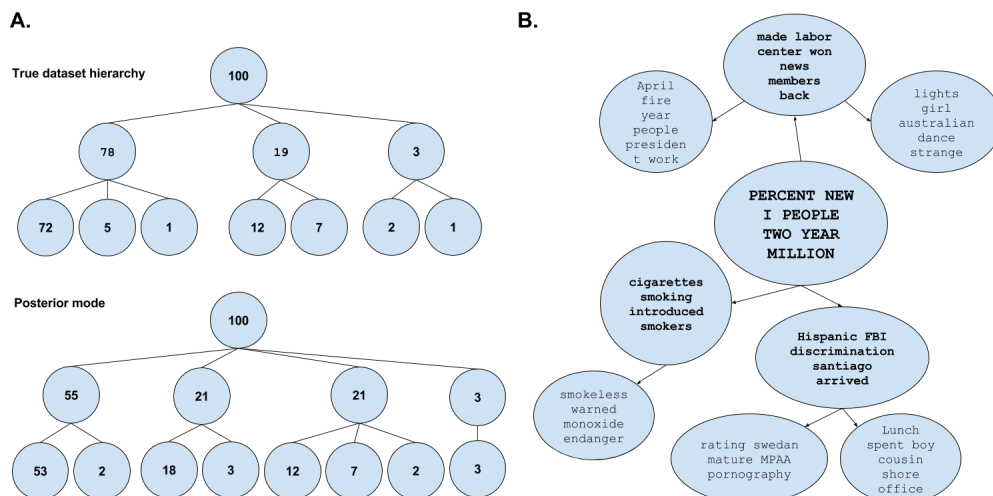 A.
True dataset hierarchy
100
78
19
3
72
5
1
12
7
2
1
Posterior mode
100
55
21
21
3
53
2
18
3
12
7
2
3
B.
made labor
center won
news
members
back
April
fire
year
people
presiden
t work
lights
girl
australian
dance
strange
PERCENT NEW
I PEOPLE
TWO YEAR
MILLION
cigarettes
smoking
introduced
smokers
Hispanic FBI
discrimination
santiago
arrived
smokeless
warned
monoxide
endanger
rating swedan
mature MPAA
pornography
Lunch
spent boy
cousin
shore
office